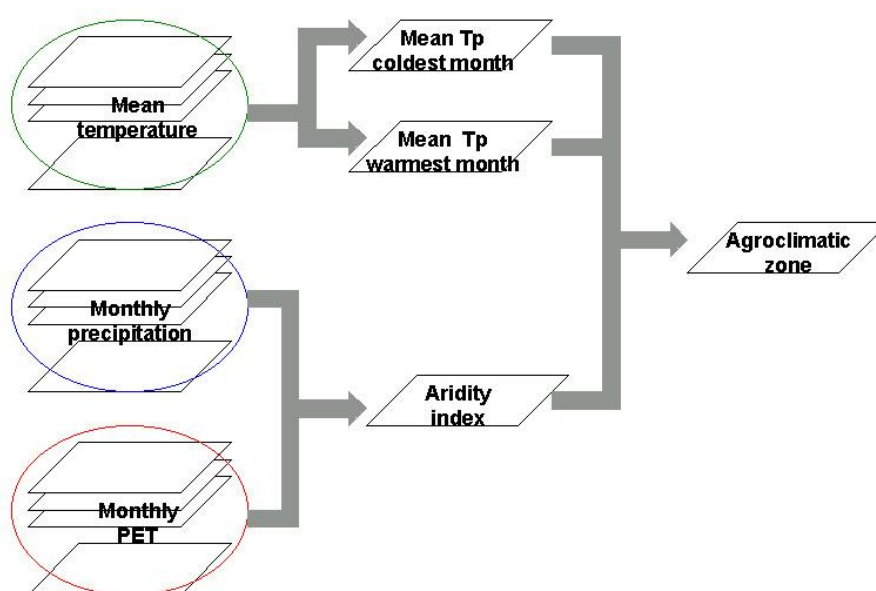 Mean
temperature
Mean Tp
coldest month
Mean Tp
warmest month
Monthly
precipitation
Monthly
PET
Aridity
index
Agroclimatic
zone